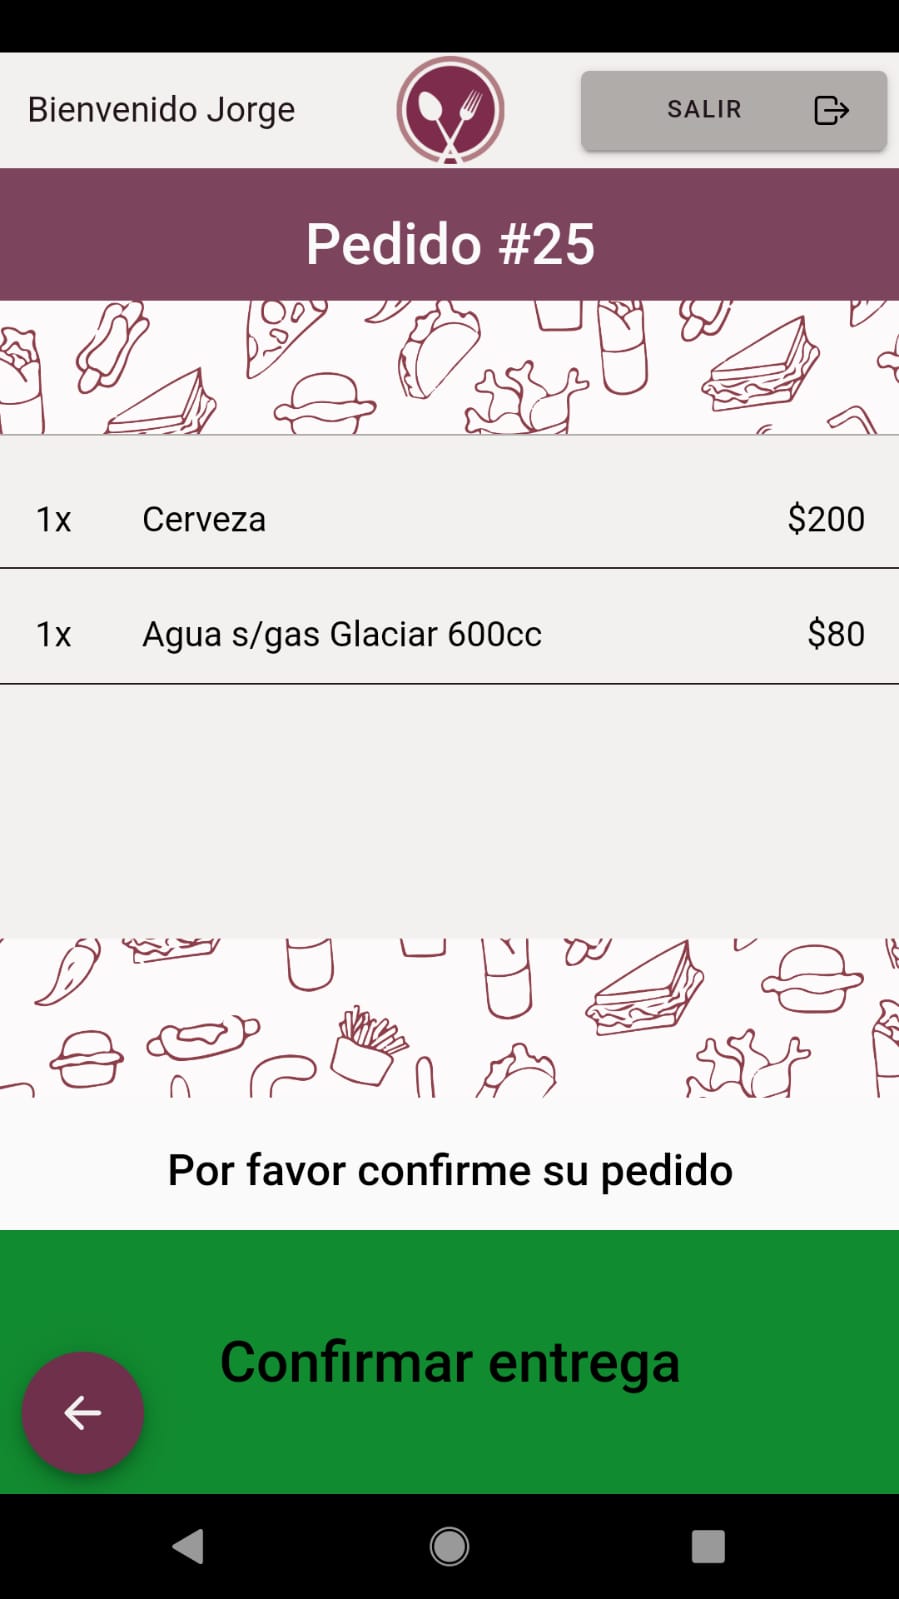 Bienvenido Jorge
SALIR
Pedido #25
1x Cerveza $200
1x Agua s/gas Glaciar 600cc $80
Por favor confirme su pedido
Confirmar entrega